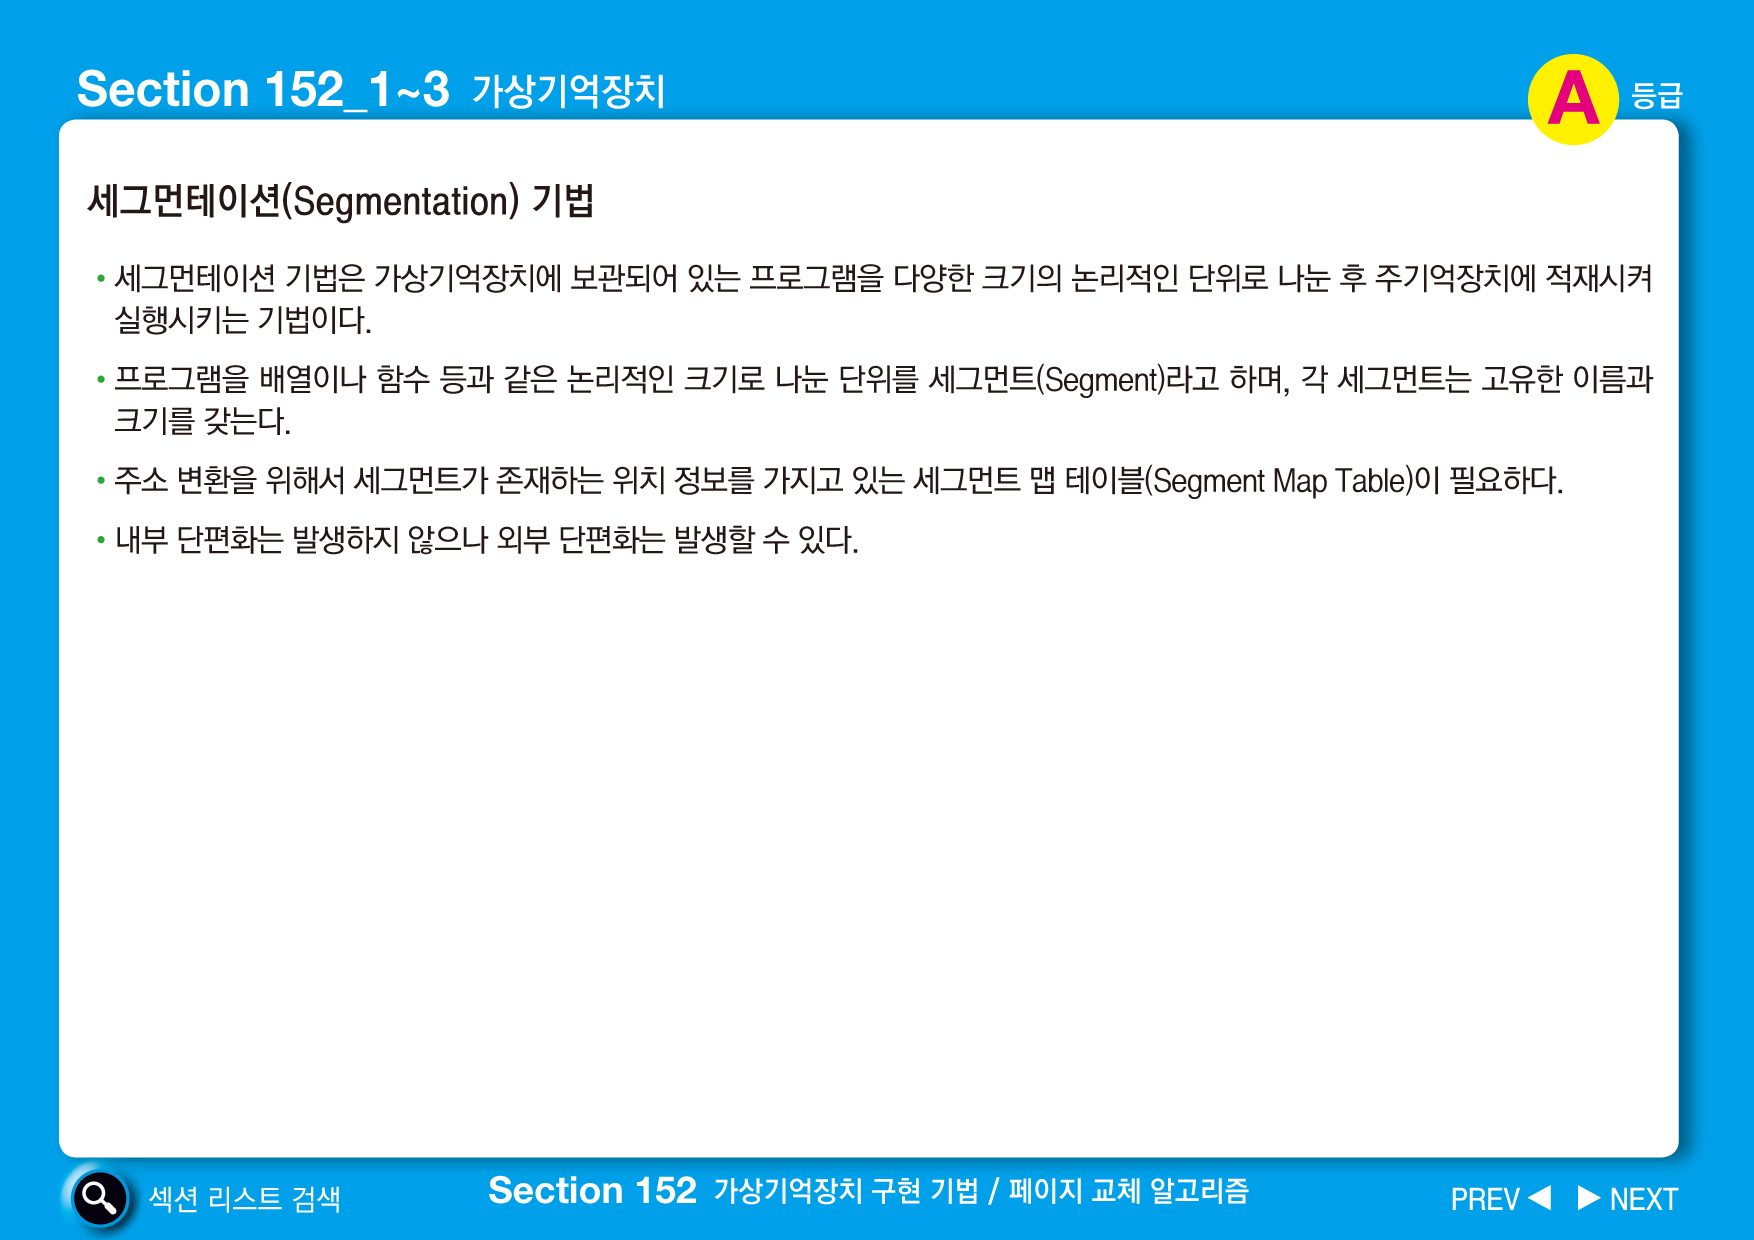 Section 152_1~3 가상기억장치
A 등급
세그먼테이션(Segmentation) 기법
• 세그먼테이션 기법은 가상기억장치에 보관되어 있는 프로그램을 다양한 크기의 논리적인 단위로 나눈 후 주기억장치에 적재시켜
실행시키는 기법이다.
• 프로그램을 배열이나 함수 등과 같은 논리적인 크기로 나눈 단위를 세그먼트(Segment)라고 하며, 각 세그먼트는 고유한 이름과
크기를 갖는다.
• 주소 변환을 위해서 세그먼트가 존재하는 위치 정보를 가지고 있는 세그먼트 맵 테이블(Segment Map Table)이 필요하다.
• 내부 단편화는 발생하지 않으나 외부 단편화는 발생할 수 있다.
섹션 리스트 검색
Section 152 가상기억장치 구현 기법 / 페이지 교체 알고리즘
PREV ◀ ▶ NEXT